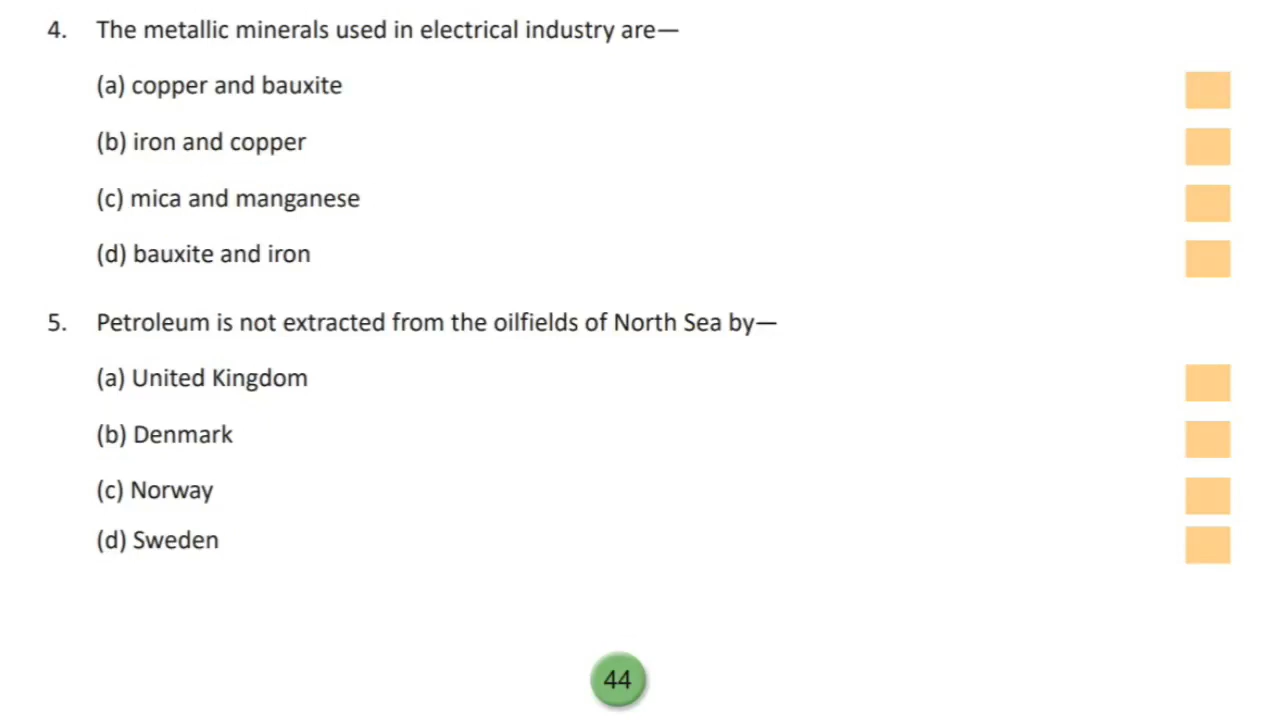 4. The metallic minerals used in electrical industry are—
(a) copper and bauxite
(b) iron and copper
(c) mica and manganese
(d) bauxite and iron
5. Petroleum is not extracted from the oilfields of North Sea by—
(a) United Kingdom
(b) Denmark
(c) Norway
(d) Sweden
44